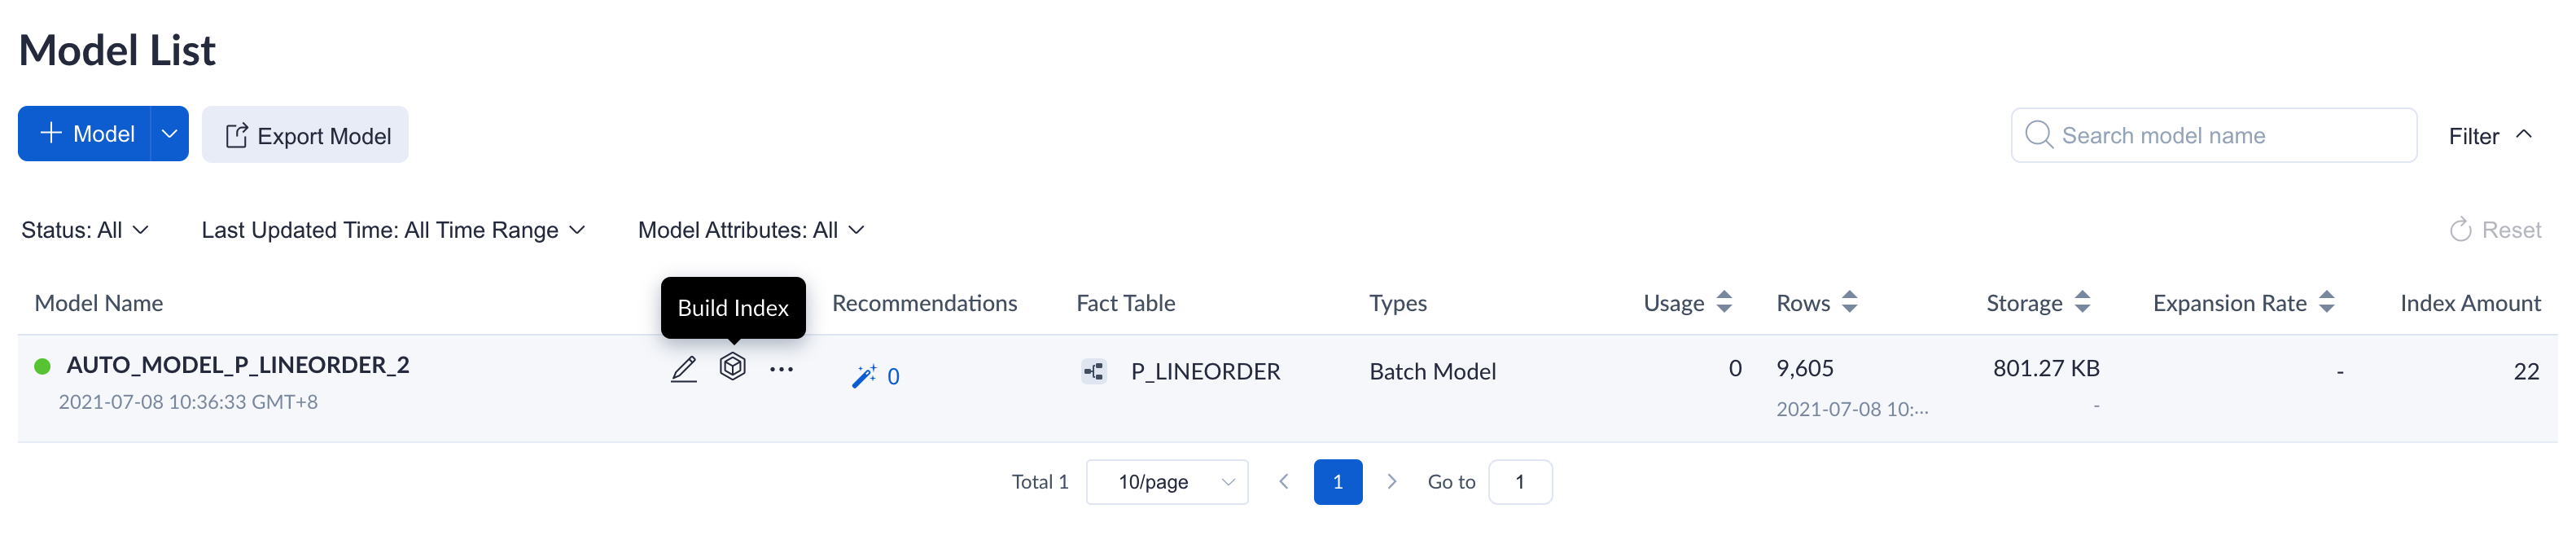 Model List
Model
Export Model
Search model name
Filter
Status: All
Last Updated Time: All Time Range
Model Attributes: All
Reset
Build Index
Model Name
Recommendations
Fact Table
Types
Usage
Rows
Storage
Expansion Rate
Index Amount
AUTO_MODEL_P_LINEORDER_2
2021-07-08 10:36:33 GMT+8
0
P_LINEORDER
Batch Model
0
9,605
2021-07-08 10:...
801.27 KB
-
-
22
Total 1
10/page
1
Go to
1